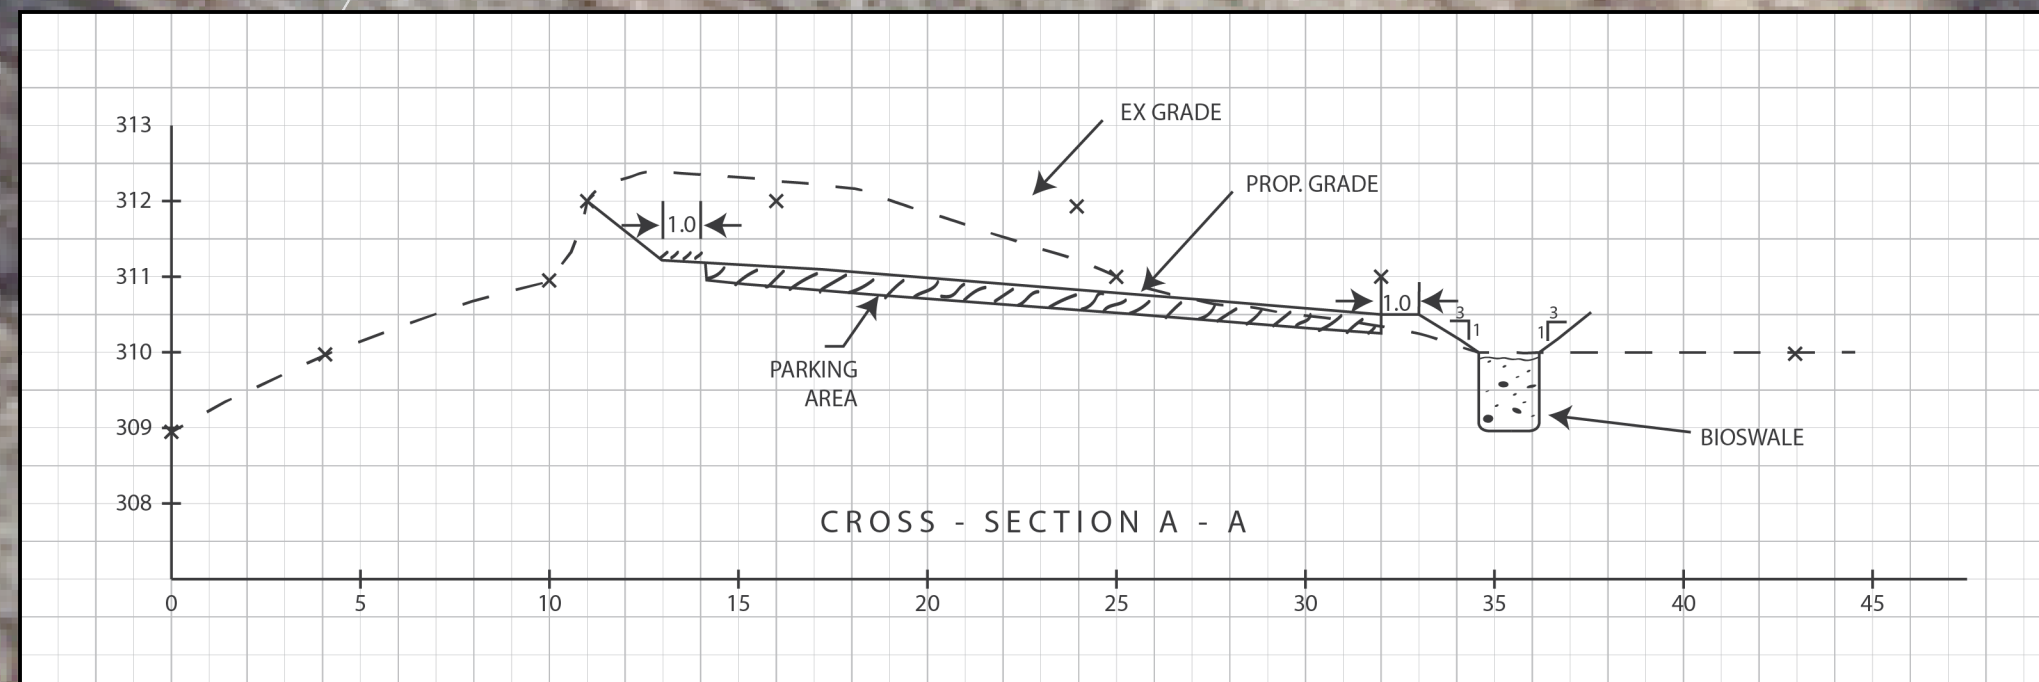 313
EX GRADE
PROP. GRADE
312
1.0
311
1.0
3
1
3
1
310
PARKING
AREA
309
BIOSWALE
308
CROSS - SECTION A - A
0 5 10 15 20 25 30 35 40 45